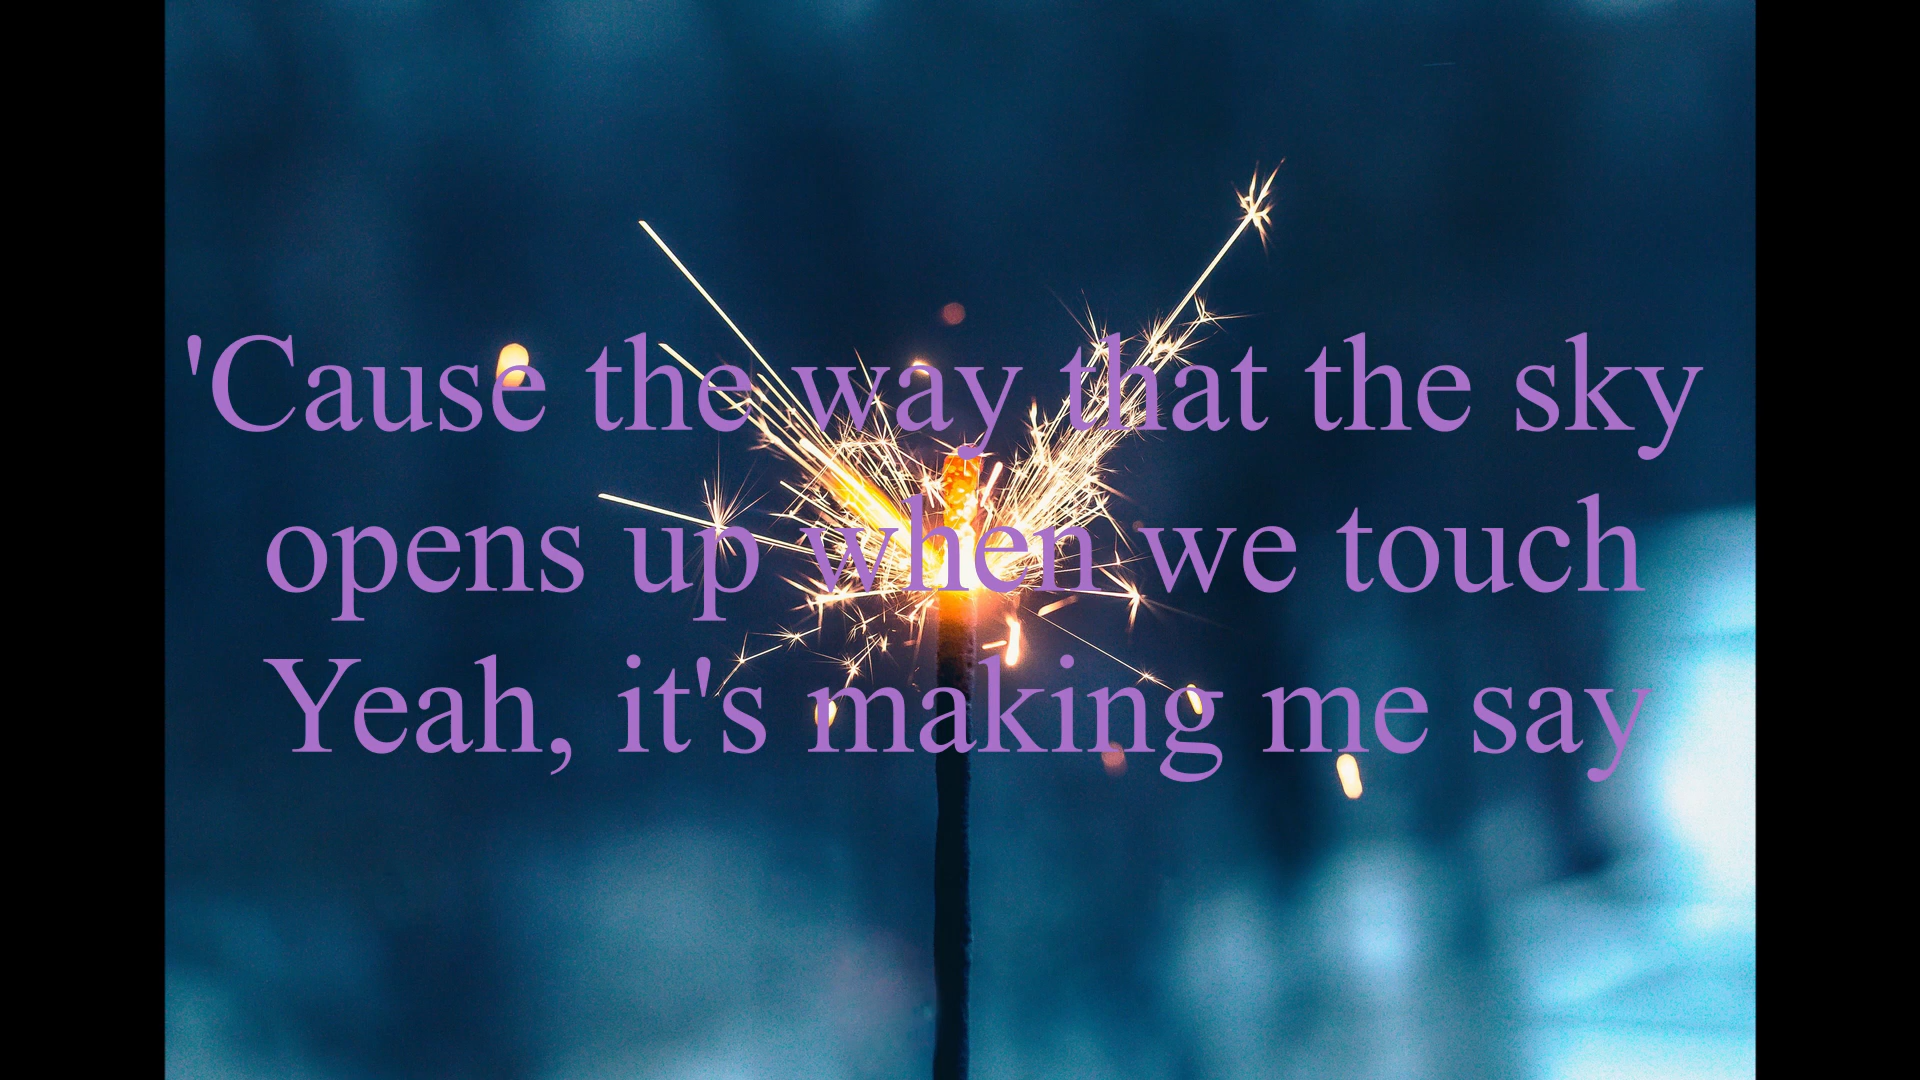 'Cause the way that the sky
opens up when we touch
Yeah, it's making me say